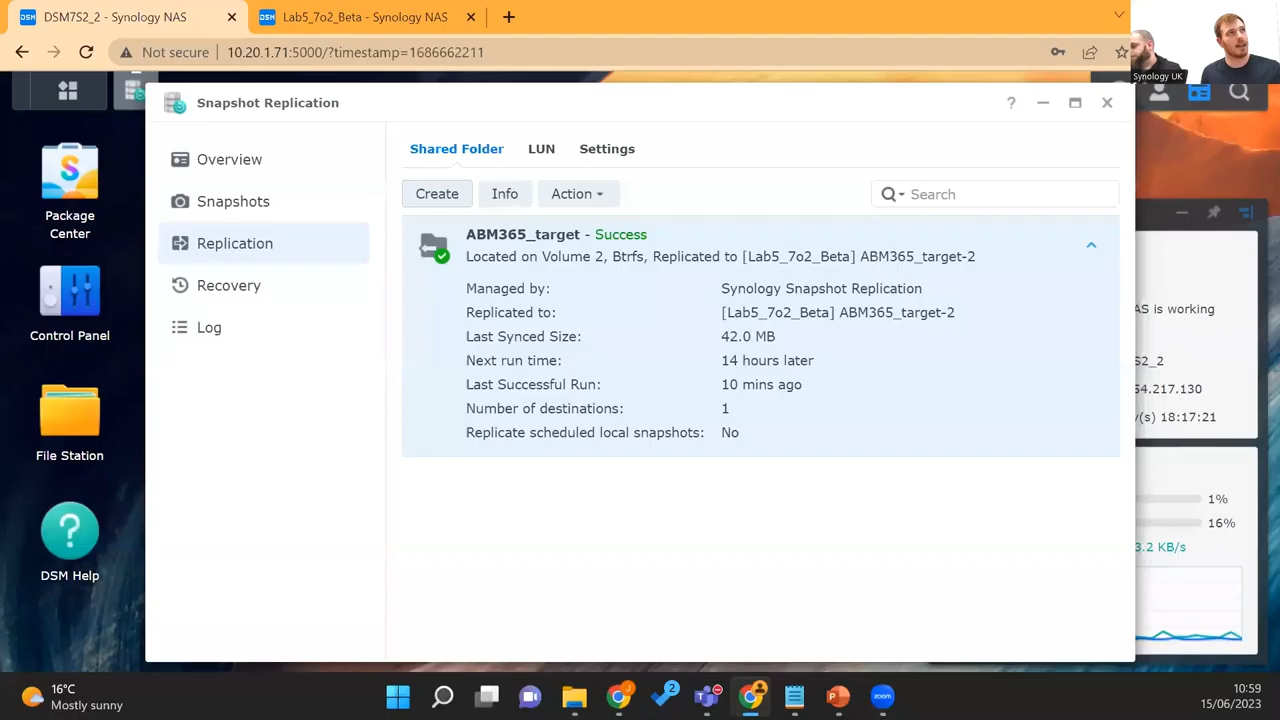 DSM7S2_2 - Synology NAS
Lab5_7o2_Beta - Synology NAS
Not secure
10.20.1.71:5000/?timestamp=1686662211
Synology UK
Snapshot Replication
Package
Center
Control Panel
File Station
DSM Help
Overview
Snapshots
Replication
Recovery
Log
Shared Folder
LUN
Settings
Create
Info
Action
Search
ABM365_target - Success
Located on Volume 2, Btrfs, Replicated to [Lab5_7o2_Beta] ABM365_target-2
Managed by: Synology Snapshot Replication
Replicated to: [Lab5_7o2_Beta] ABM365_target-2
Last Synced Size: 42.0 MB
Next run time: 14 hours later
Last Successful Run: 10 mins ago
Number of destinations: 1
Replicate scheduled local snapshots: No
AS is working
S2_2
54.217.130
(s) 18:17:21
1%
16%
3.2 KB/s
16°C
Mostly sunny
2
10:59
15/06/2023